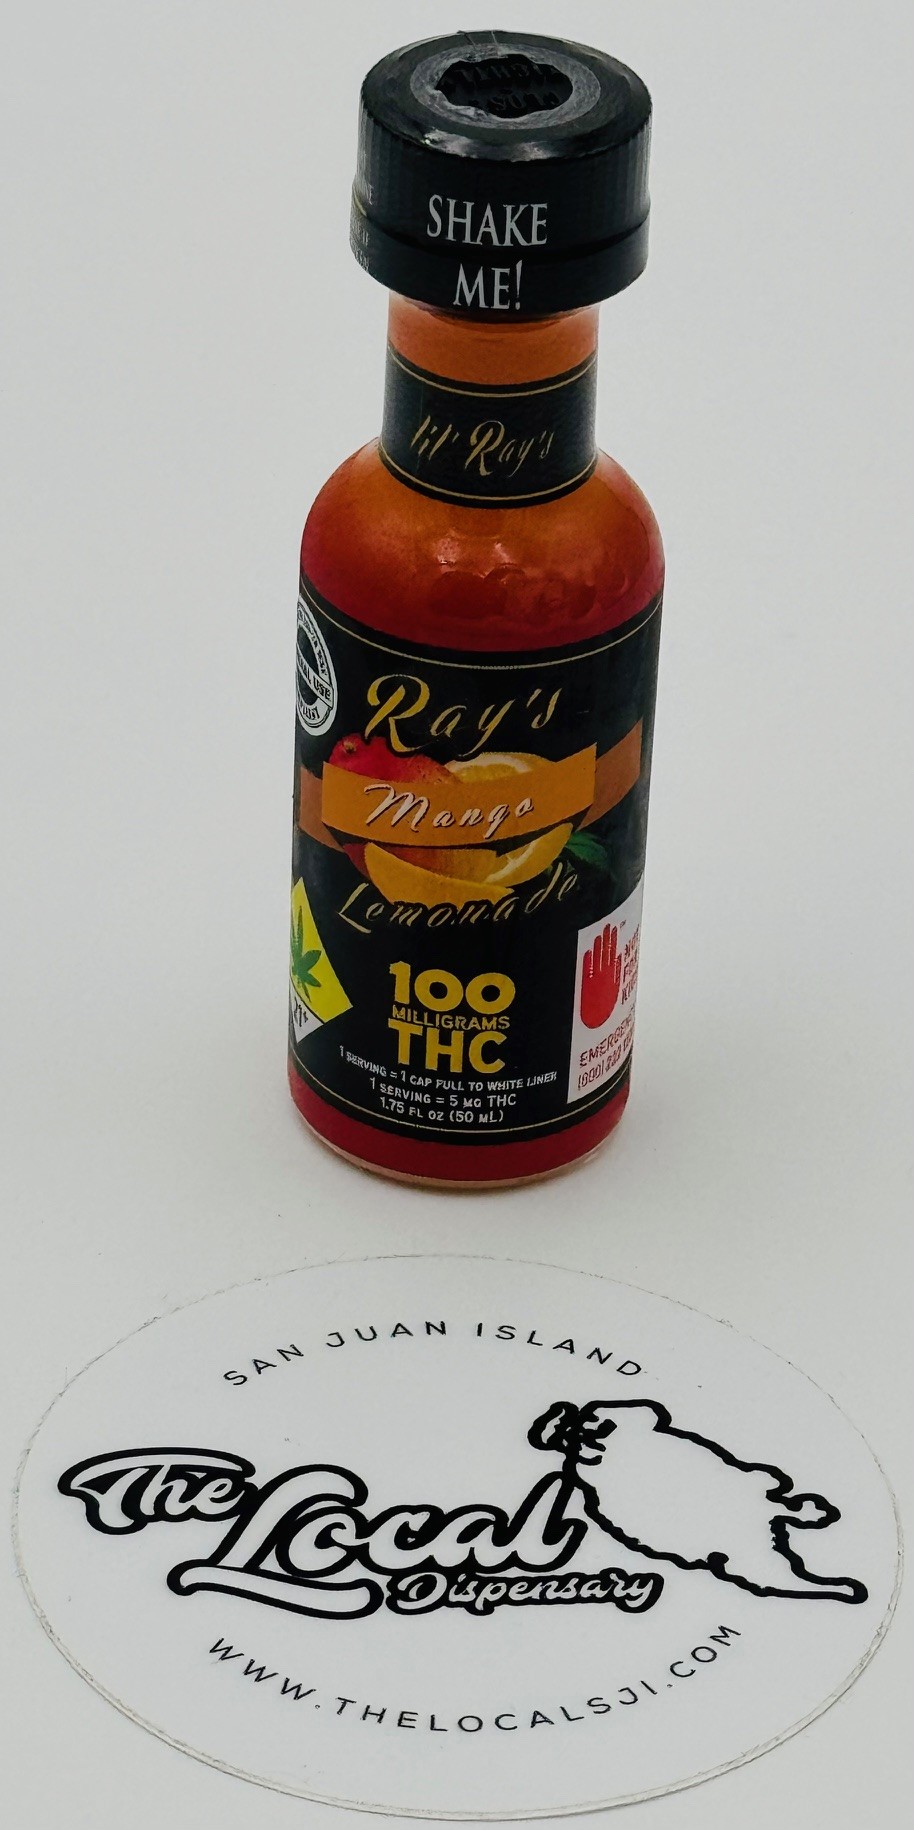 SHAKE
ME!
lil' Ray's
Ray's
Mango
Lemonade
100
MILLIGRAMS
THC
1 SERVING = 1 CAP FULL TO WHITE LINER
1 SERVING = 5 MG THC
1.75 FL OZ (50 ML)
21+
SAN JUAN ISLAND
The Local
Dispensary
WWW.THELOCALSJI.COM